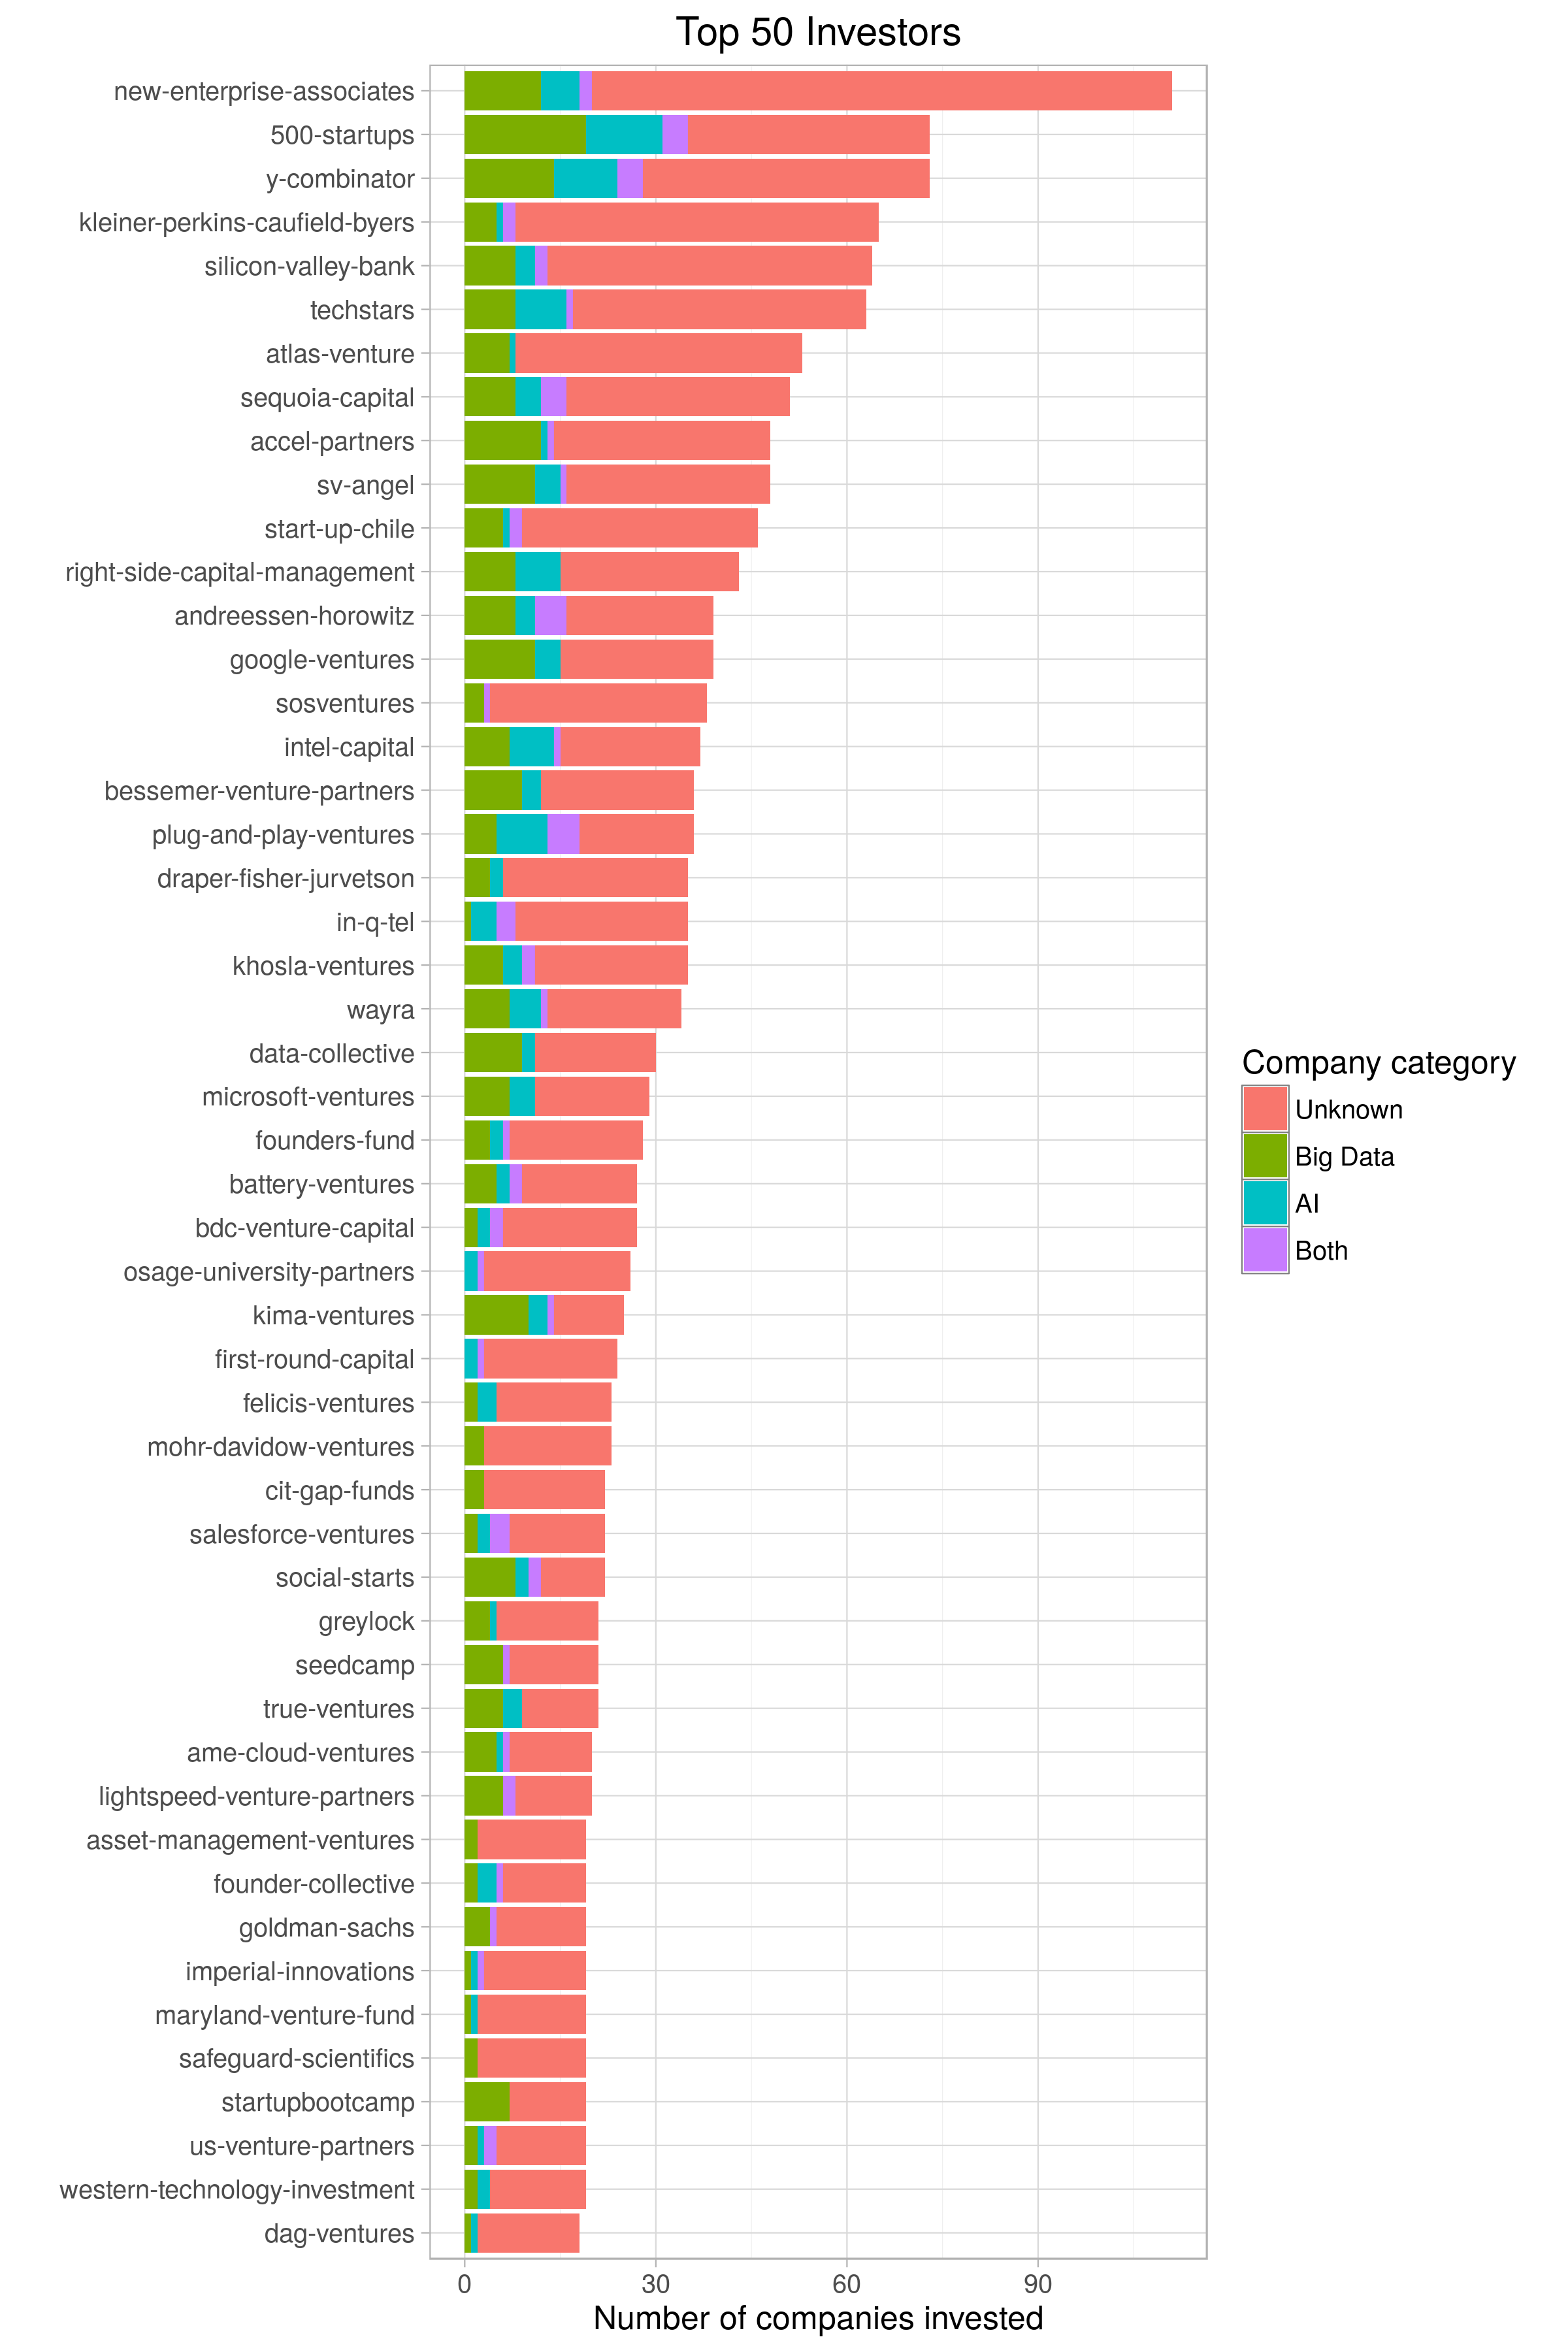 Top 50 Investors
new-enterprise-associates
500-startups
y-combinator
kleiner-perkins-caufield-byers
silicon-valley-bank
techstars
atlas-venture
sequoia-capital
accel-partners
sv-angel
start-up-chile
right-side-capital-management
andreessen-horowitz
google-ventures
sosventures
intel-capital
bessemer-venture-partners
plug-and-play-ventures
draper-fisher-jurvetson
in-q-tel
khosla-ventures
wayra
data-collective
microsoft-ventures
founders-fund
battery-ventures
bdc-venture-capital
osage-university-partners
kima-ventures
first-round-capital
felicis-ventures
mohr-davidow-ventures
cit-gap-funds
salesforce-ventures
social-starts
greylock
seedcamp
true-ventures
ame-cloud-ventures
lightspeed-venture-partners
asset-management-ventures
founder-collective
goldman-sachs
imperial-innovations
maryland-venture-fund
safeguard-scientifics
startupbootcamp
us-venture-partners
western-technology-investment
dag-ventures
0 30 60 90
Number of companies invested
Company category
Unknown
Big Data
AI
Both